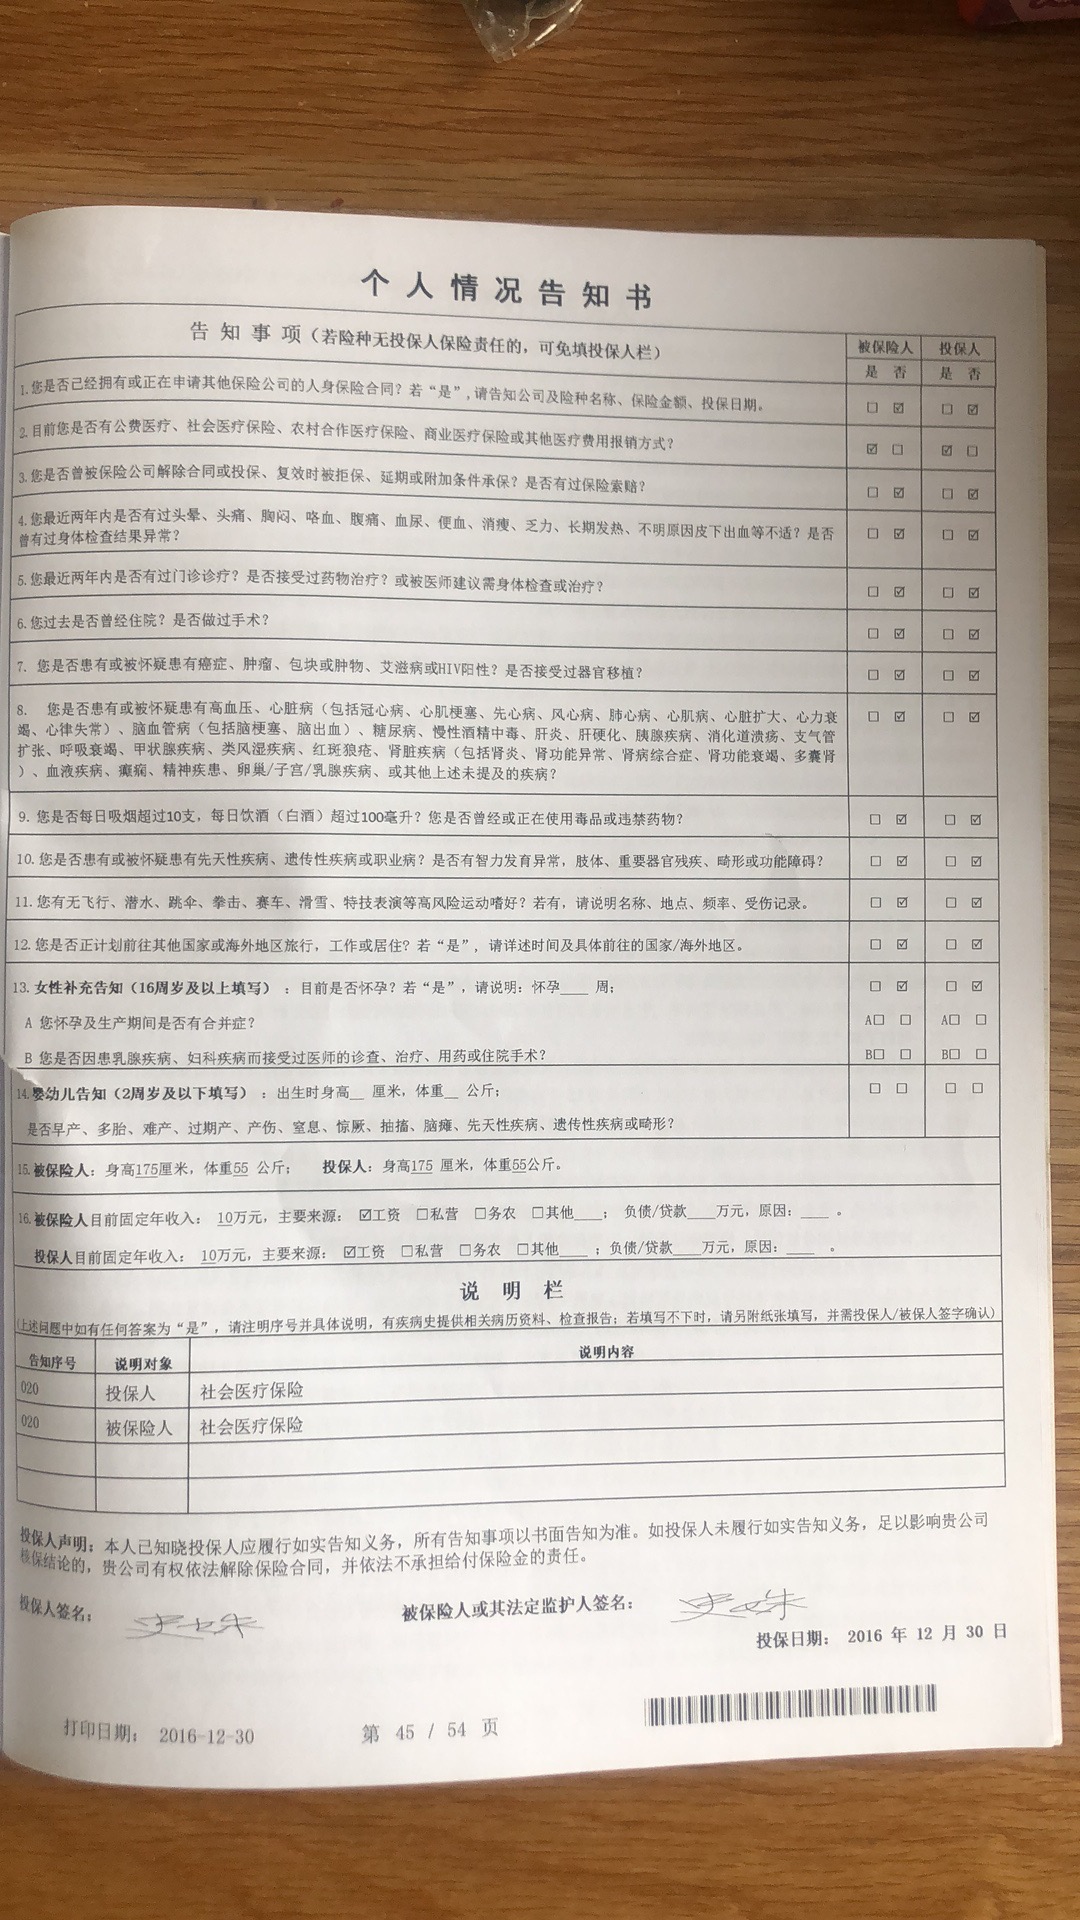 个人情况告知书
告知事项（若险种无投保人保险责任的，可免填投保人栏） 被保险人 投保人
是 否 是 否
1.您是否已经拥有或正在申请其他保险公司的人身保险合同？若“是”,请告知公司及险种名称、保险金额、投保日期。 □ ☑ □ ☑
2.目前您是否有公费医疗、社会医疗保险、农村合作医疗保险、商业医疗保险或其他医疗费用报销方式？ ☑ □ ☑ □
3.您是否曾被保险公司解除合同或投保、复效时被拒保、延期或附加条件承保？是否有过保险索赔？ □ ☑ □ ☑
4.您最近两年内是否有过头晕、头痛、胸闷、咯血、腹痛、血尿、便血、消瘦、乏力、长期发热、不明原因皮下出血等不适？是否 □ ☑ □ ☑
曾有过身体检查结果异常？
5.您最近两年内是否有过门诊诊疗？是否接受过药物治疗？或被医师建议需身体检查或治疗？ □ ☑ □ ☑
6.您过去是否曾经住院？是否做过手术？ □ ☑ □ ☑
7. 您是否患有或被怀疑患有癌症、肿瘤、包块或肿物、艾滋病或HIV阳性？是否接受过器官移植？ □ ☑ □ ☑
8. 您是否患有或被怀疑患有高血压、心脏病（包括冠心病、心肌梗塞、先心病、风心病、肺心病、心肌病、心脏扩大、心力衰 □ ☑ □ ☑
竭、心律失常）、脑血管病（包括脑梗塞、脑出血）、糖尿病、慢性酒精中毒、肝炎、肝硬化、胰腺疾病、消化道溃疡、支气管
扩张、呼吸衰竭、甲状腺疾病、类风湿疾病、红斑狼疮、肾脏疾病（包括肾炎、肾功能异常、肾病综合症、肾功能衰竭、多囊肾
）、血液疾病、癫痫、精神疾患、卵巢/子宫/乳腺疾病、或其他上述未提及的疾病？
9.您是否每日吸烟超过10支，每日饮酒（白酒）超过100毫升？您是否曾经或正在使用毒品或违禁药物？ □ ☑ □ ☑
10.您是否患有或被怀疑患有先天性疾病、遗传性疾病或职业病？是否有智力发育异常，肢体、重要器官残疾、畸形或功能障碍？ □ ☑ □ ☑
11.您有无飞行、潜水、跳伞、拳击、赛车、滑雪、特技表演等高风险运动嗜好？若有，请说明名称、地点、频率、受伤记录。 □ ☑ □ ☑
12.您是否正计划前往其他国家或海外地区旅行，工作或居住？若“是”，请详述时间及具体前往的国家/海外地区。 □ ☑ □ ☑
13.女性补充告知（16周岁及以上填写）：目前是否怀孕？若“是”，请说明：怀孕___ 周； □ ☑ □ ☑
A 您怀孕及生产期间是否有合并症？ A□ □ A□ □
B 您是否因患乳腺疾病、妇科疾病而接受过医师的诊查、治疗、用药或住院手术？ B□ □ B□ □
14.婴幼儿告知（2周岁及以下填写）：出生时身高__ 厘米，体重__ 公斤； □ □ □ □
是否早产、多胎、难产、过期产、产伤、窒息、惊厥、抽搐、脑瘫、先天性疾病、遗传性疾病或畸形？
15.被保险人：身高175厘米，体重55 公斤； 投保人：身高175 厘米，体重55公斤。
16.被保险人目前固定年收入： 10万元，主要来源： ☑工资 □私营 □务农 □其他___； 负债/贷款___万元，原因：___ 。
投保人目前固定年收入： 10万元，主要来源： ☑工资 □私营 □务农 □其他___ ；负债/贷款___万元，原因：___ 。
说 明 栏
(上述问题中如有任何答案为“是”，请注明序号并具体说明，有疾病史提供相关病历资料、检查报告；若填写不下时，请另附纸张填写，并需投保人/被保人签字确认)
告知序号 说明对象 说明内容
020 投保人 社会医疗保险
020 被保险人 社会医疗保险
投保人声明：本人已知晓投保人应履行如实告知义务，所有告知事项以书面告知为准。如投保人未履行如实告知义务，足以影响贵公司
核保结论的，贵公司有权依法解除保险合同，并依法不承担给付保险金的责任。
投保人签名： 被保险人或其法定监护人签名：
投保日期： 2016 年 12 月 30 日
打印日期： 2016-12-30 第 45 / 54 页